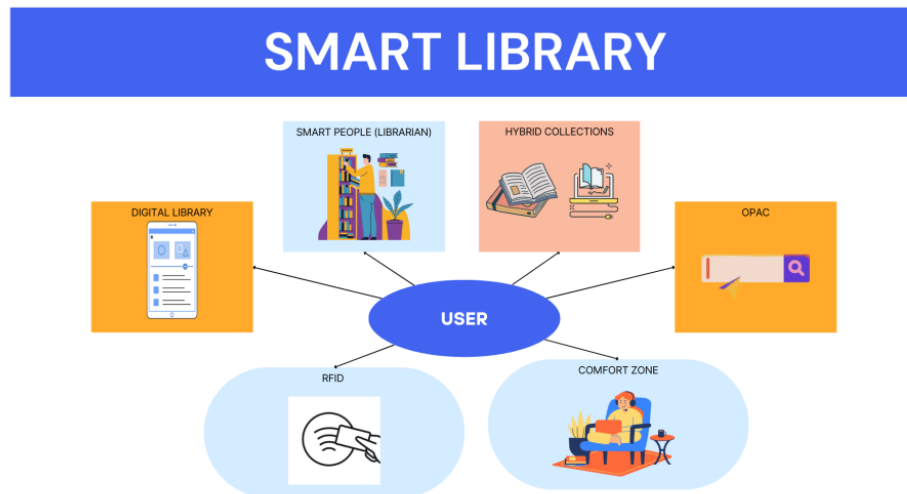 SMART LIBRARY
SMART PEOPLE (LIBRARIAN)
HYBRID COLLECTIONS
DIGITAL LIBRARY
OPAC
USER
RFID
COMFORT ZONE